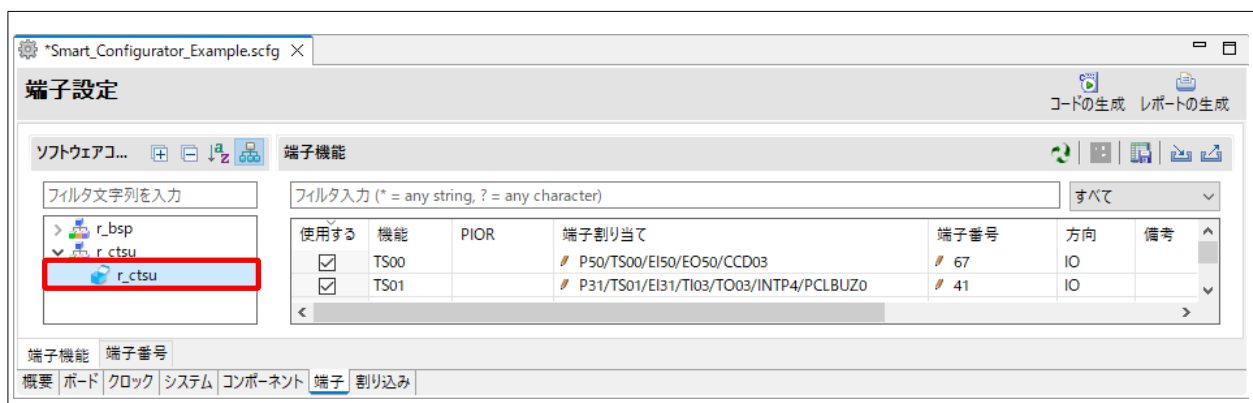 *Smart_Configurator_Example.scfg
端子設定
コードの生成 レポートの生成
ソフトウェアコ...
端子機能
フィルタ文字列を入力
フィルタ入力 (* = any string, ? = any character)
すべて
r_bsp
r_ctsu
r_ctsu
使用する 機能 PIOR 端子割り当て 端子番号 方向 備考
TS00 P50/TS00/EI50/EO50/CCD03 67 IO
TS01 P31/TS01/EI31/TI03/TO03/INTP4/PCLBUZ0 41 IO
端子機能 端子番号
概要 ボード クロック システム コンポーネント 端子 割り込み